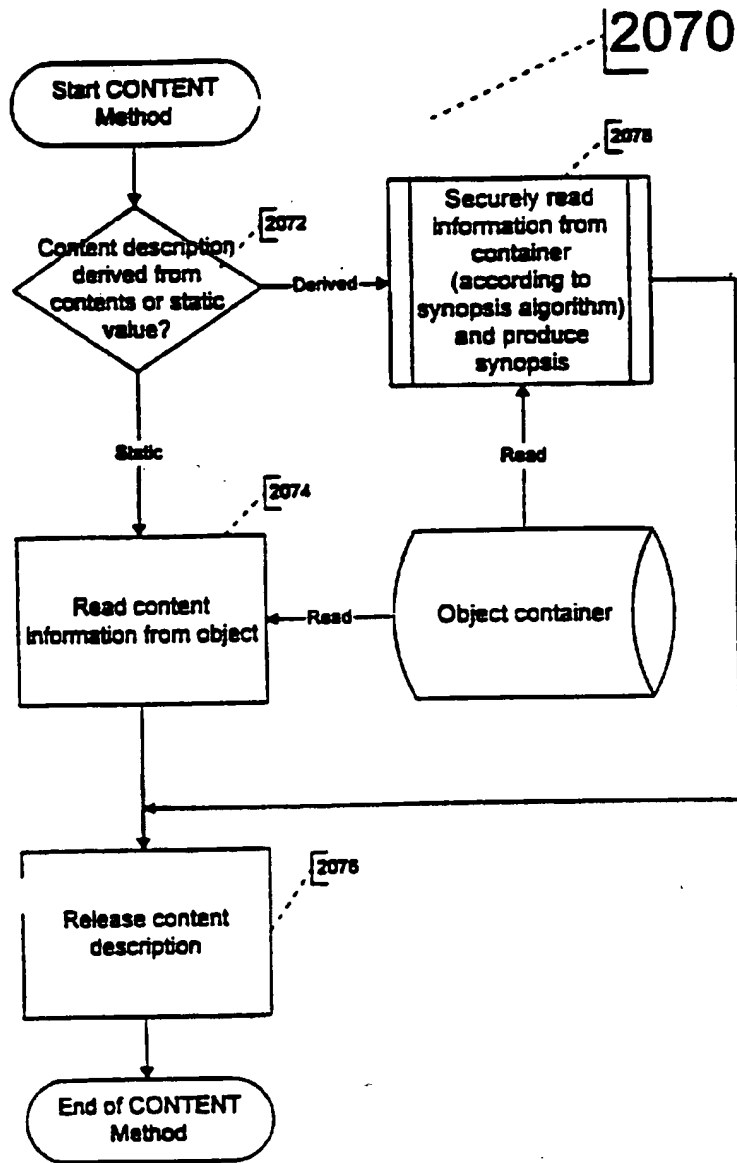 2070
Start CONTENT
Method
2078
Securely read
information from
container
(according to
synopsis algorithm)
and produce
synopsis
2072
Content description
derived from
contents or static
value?
Derived
Static
Read
2074
Read content
information from object
Read
Object container
2076
Release content
description
End of CONTENT
Method